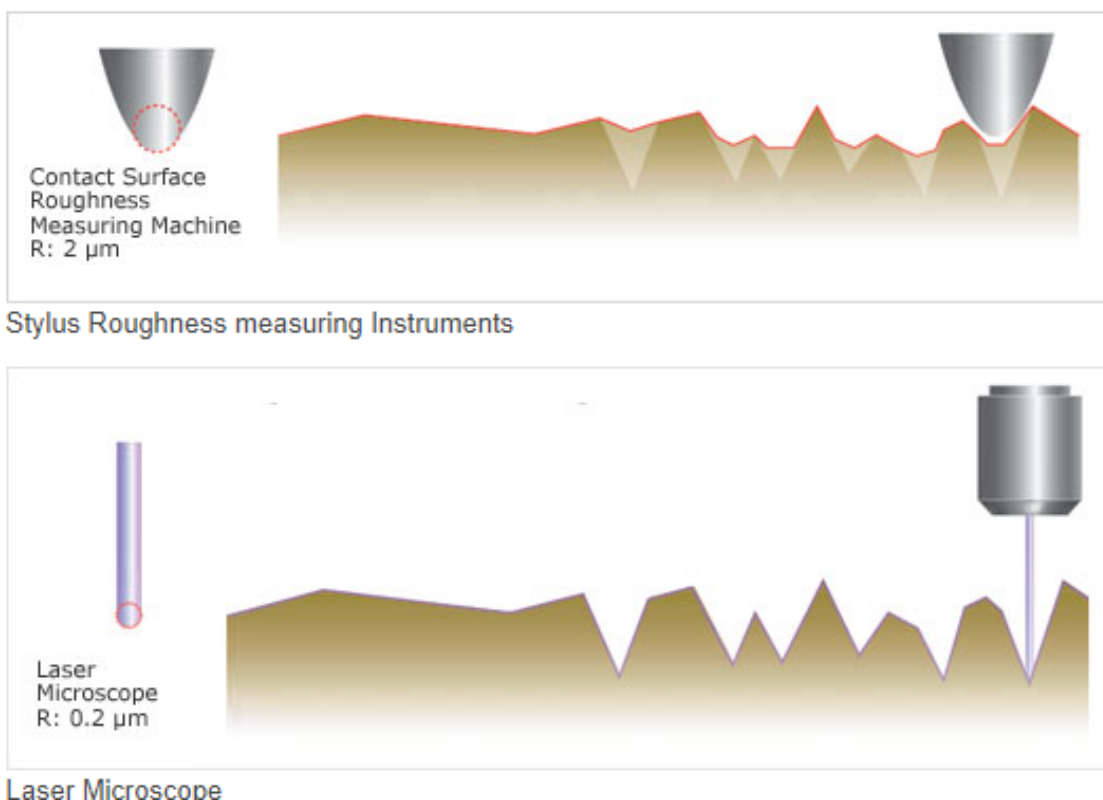 Contact Surface
Roughness
Measuring Machine
R: 2 µm
Stylus Roughness measuring Instruments
Laser
Microscope
R: 0.2 µm
Laser Microscope